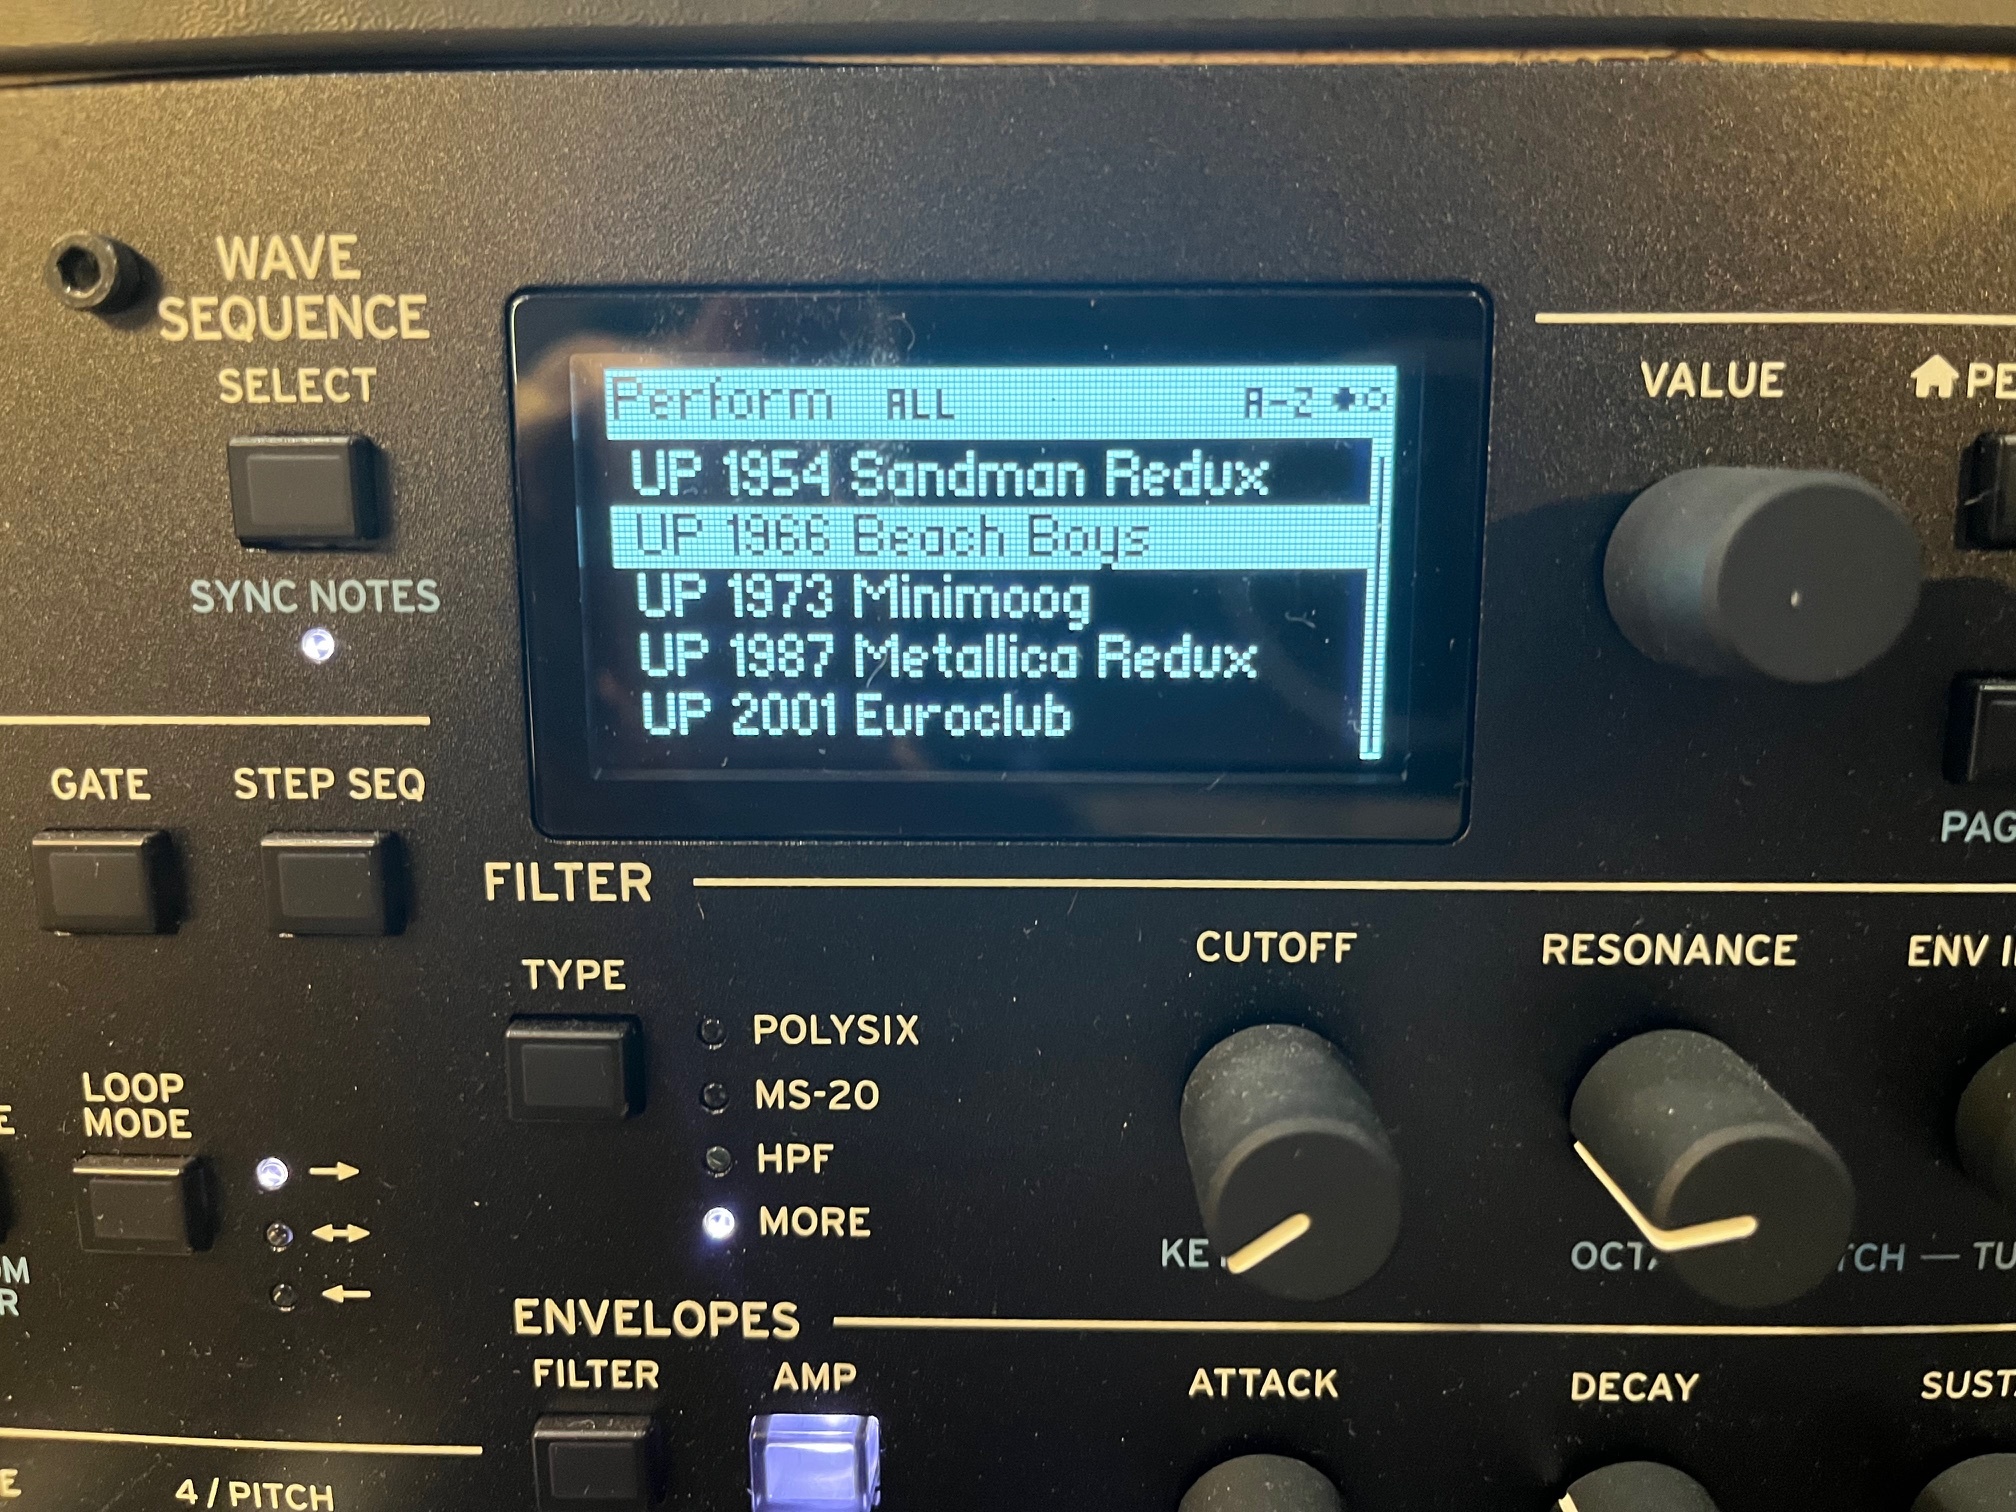 WAVE
SEQUENCE
SELECT
SYNC NOTES
Perform ALL A-Z
UP 1954 Sandman Redux
UP 1966 Beach Boys
UP 1973 Minimoog
UP 1987 Metallica Redux
UP 2001 Euroclub
VALUE
GATE
STEP SEQ
FILTER
TYPE
POLYSIX
MS-20
HPF
MORE
CUTOFF
RESONANCE
ENV
LOOP
MODE
ENVELOPES
FILTER
AMP
ATTACK
DECAY
4 / PITCH